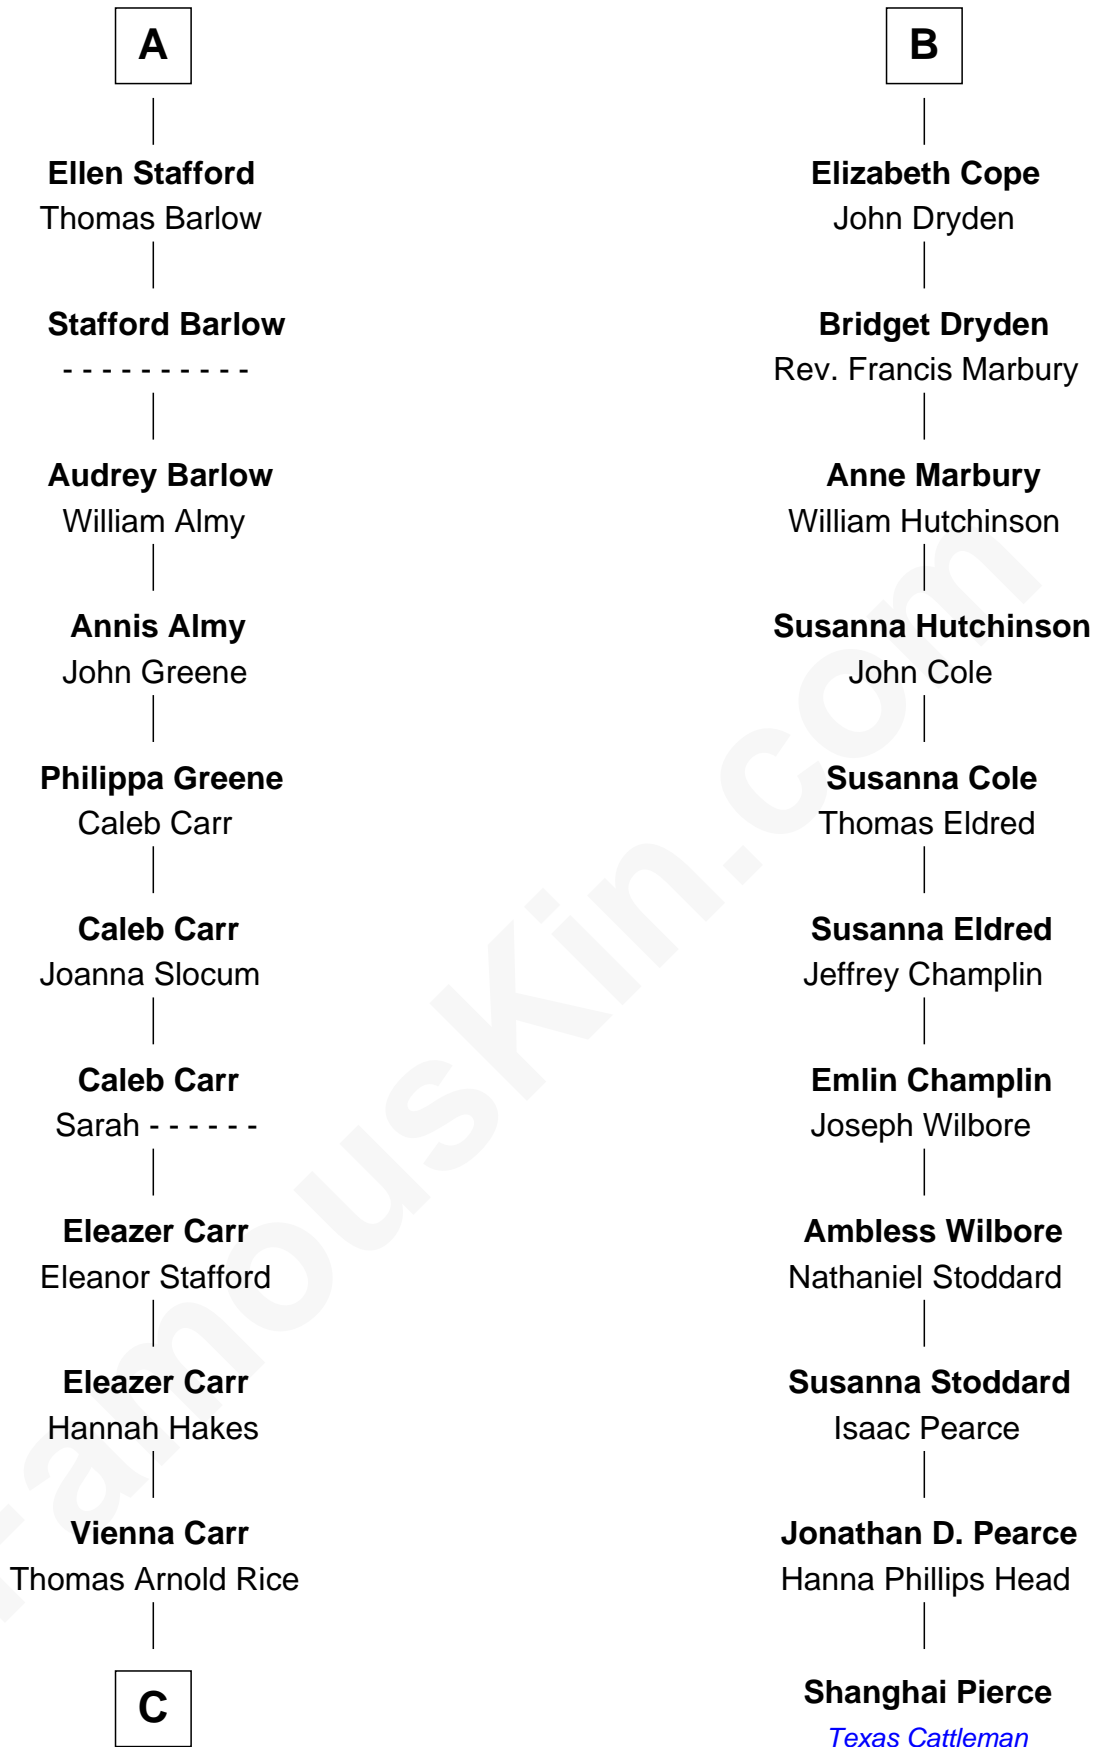 A
Ellen Stafford
Thomas Barlow
Stafford Barlow
- - - - - - - - - -
Audrey Barlow
William Almy
Annis Almy
John Greene
Philippa Greene
Caleb Carr
Caleb Carr
Joanna Slocum
Caleb Carr
Sarah - - - - - -
Eleazer Carr
Eleanor Stafford
Eleazer Carr
Hannah Hakes
Vienna Carr
Thomas Arnold Rice
C
B
Elizabeth Cope
John Dryden
Bridget Dryden
Rev. Francis Marbury
Anne Marbury
William Hutchinson
Susanna Hutchinson
John Cole
Susanna Cole
Thomas Eldred
Susanna Eldred
Jeffrey Champlin
Emlin Champlin
Joseph Wilbore
Ambless Wilbore
Nathaniel Stoddard
Susanna Stoddard
Isaac Pearce
Jonathan D. Pearce
Hanna Phillips Head
Shanghai Pierce
Texas Cattleman
FamousKin.com